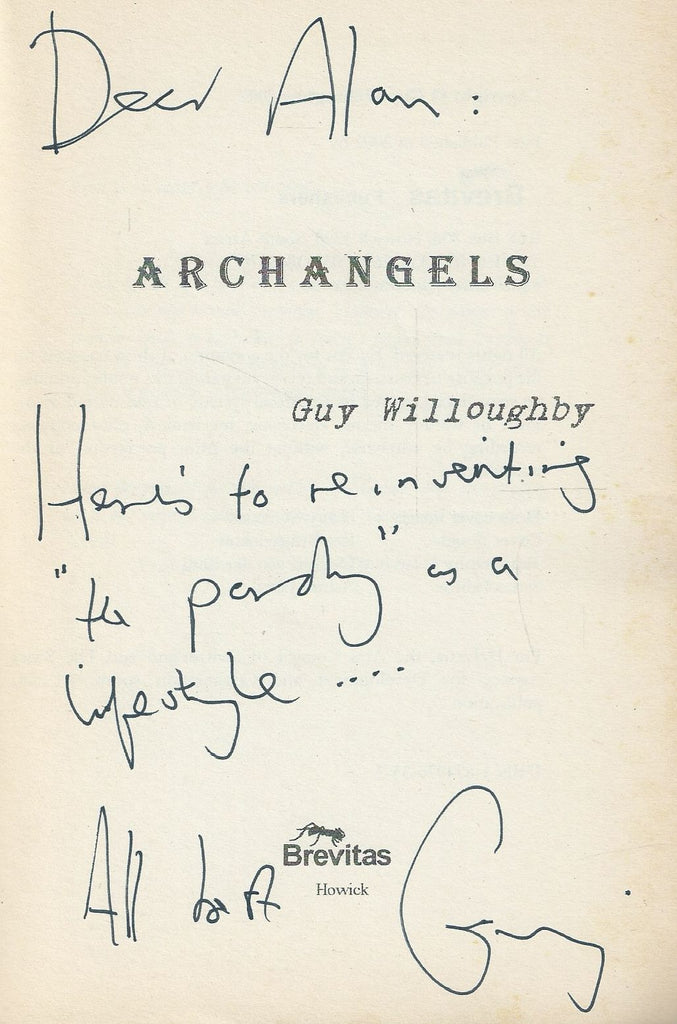 Dear Alan:
ARCHANGELS
Guy Willoughby
Here's to reinventing
"the parody" as a
lifestyle ....
All best
Brevitas
Howick
Guy